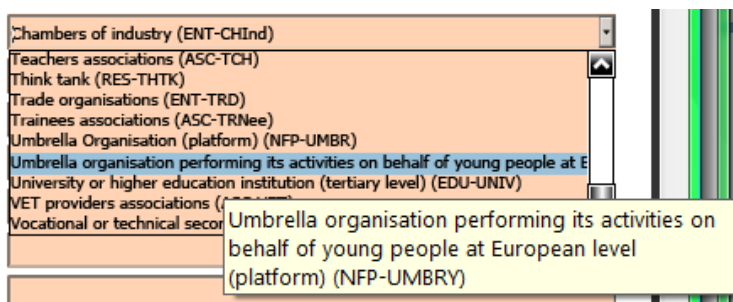 Chambers of industry (ENT-CHInd)
Teachers associations (ASC-TCH)
Think tank (RES-THTK)
Trade organisations (ENT-TRD)
Trainees associations (ASC-TRNee)
Umbrella Organisation (platform) (NFP-UMBR)
Umbrella organisation performing its activities on behalf of young people at E
University or higher education institution (tertiary level) (EDU-UNIV)
VET providers associations
Vocational or technical secon
Umbrella organisation performing its activities on
behalf of young people at European level
(platform) (NFP-UMBRY)